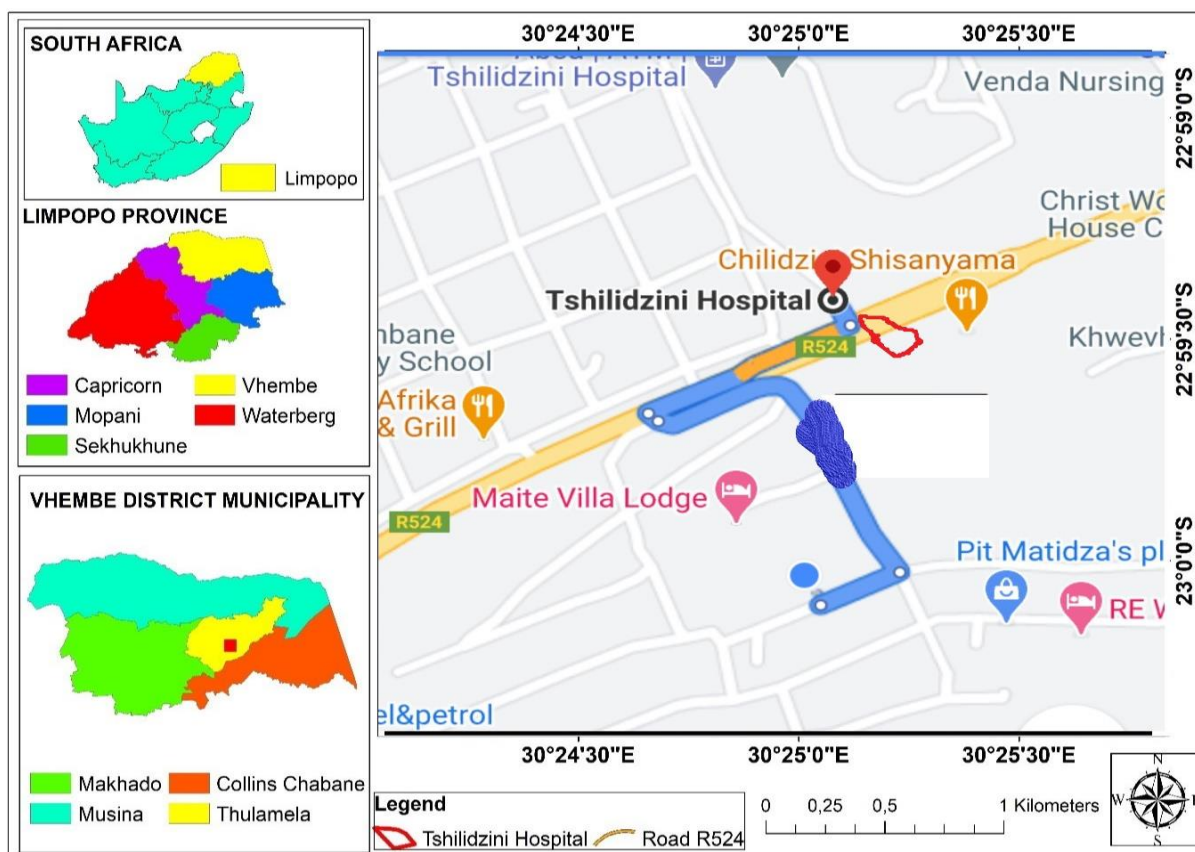 SOUTH AFRICA
Limpopo
LIMPOPO PROVINCE
Capricorn
Vhembe
Mopani
Waterberg
Sekhukhune
VHEMBE DISTRICT MUNICIPALITY
Makhado
Collins Chabane
Musina
Thulamela
30°24'30"E
30°25'0"E
30°25'30"E
Tshilidzini Hospital
Venda Nursing
22°59'0"S
Christ Wo
House C
Chilidzi Shisanyama
Tshilidzini Hospital
R524
22°59'30"S
Khwevh
nbane
y School
Afrika
& Grill
Maite Villa Lodge
R524
Pit Matidza's pl
23°0'0"S
RE W
el&petrol
30°24'30"E
30°25'0"E
30°25'30"E
Legend
Tshilidzini Hospital
Road R524
0 0,25 0,5 1 Kilometers
N
W
E
S